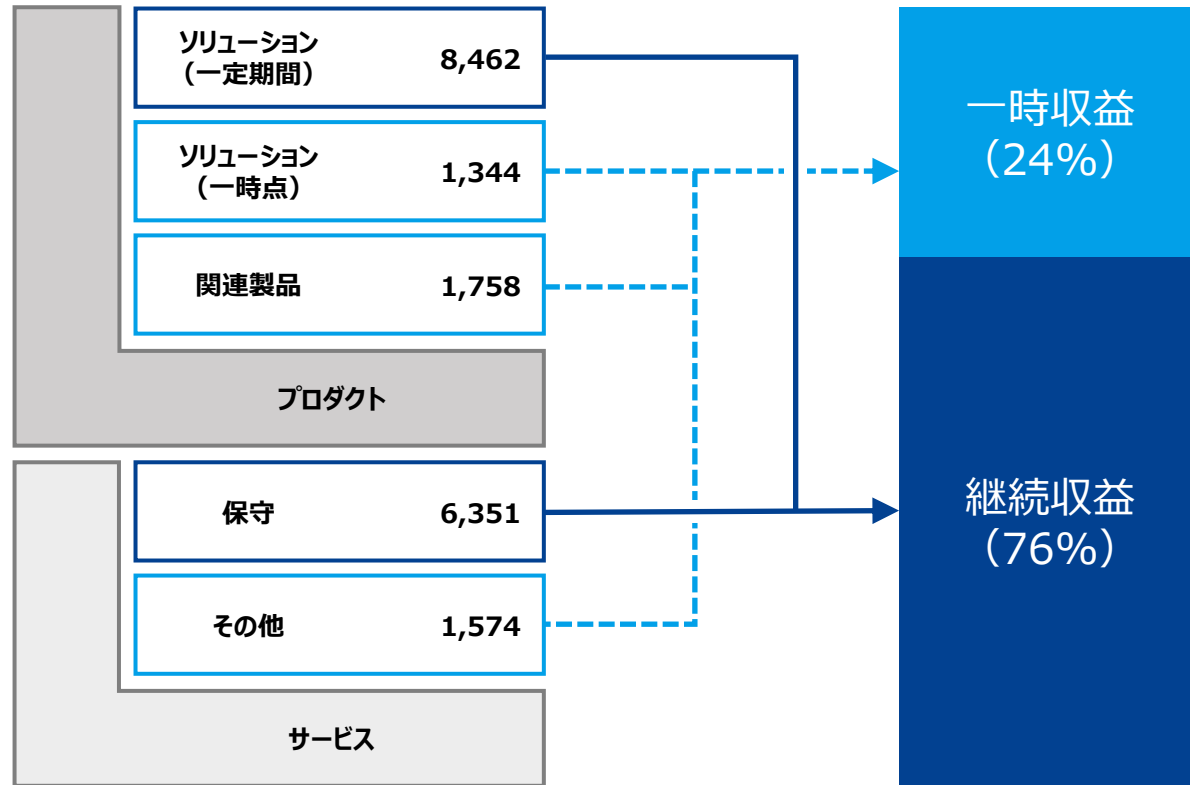 ソリューション
（一定期間）
8,462
ソリューション
（一時点）
1,344
関連製品
1,758
プロダクト
保守
6,351
その他
1,574
サービス
一時収益
（24%）
継続収益
（76%）